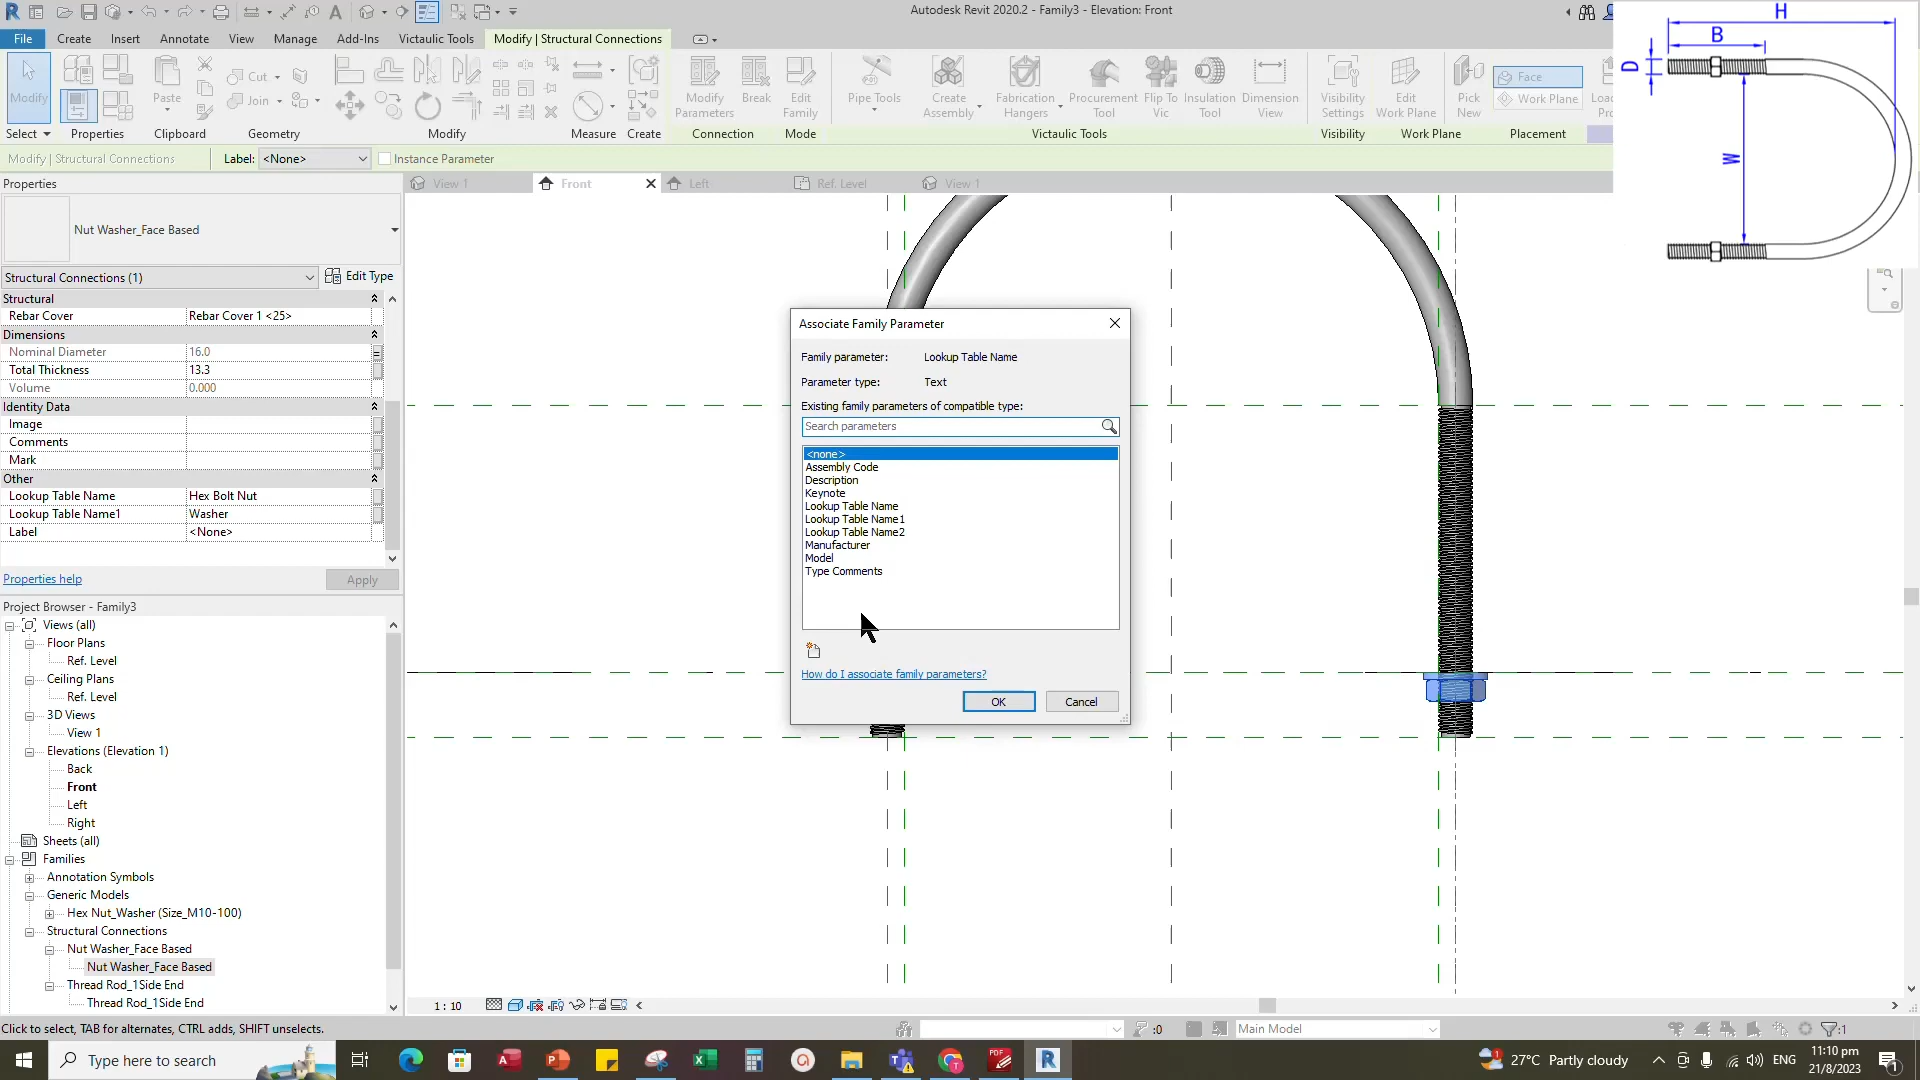 Autodesk Revit 2020.2 - Family3 - Elevation: Front
File Create Insert Annotate View Manage Add-Ins Victaulic Tools Modify | Structural Connections
Modify Paste Cut Join Modify Parameters Break Edit Family Pipe Tools Create Assembly Fabrication Hangers Procurement Tool Flip To Vic Insulation Tool Dimension View Visibility Settings Edit Work Plane Pick New Face Work Plane
Select Properties Clipboard Geometry Modify Measure Create Connection Mode Victaulic Tools Visibility Work Plane Placement
Modify | Structural Connections Label: <None> Instance Parameter
Properties
View 1 Front Left Ref. Level View 1
H
B
D
W
Nut Washer_Face Based
Structural Connections (1) Edit Type
Structural
Rebar Cover Rebar Cover 1 <25>
Dimensions
Nominal Diameter 16.0
Total Thickness 13.3
Volume 0.000
Identity Data
Image
Comments
Mark
Other
Lookup Table Name Hex Bolt Nut
Lookup Table Name1 Washer
Label <None>
Properties help Apply
Project Browser - Family3
Views (all)
Floor Plans
Ref. Level
Ceiling Plans
Ref. Level
3D Views
View 1
Elevations (Elevation 1)
Back
Front
Left
Right
Sheets (all)
Families
Annotation Symbols
Generic Models
Hex Nut_Washer (Size_M10-100)
Structural Connections
Nut Washer_Face Based
Nut Washer_Face Based
Thread Rod_1Side End
Thread Rod_1Side End
Associate Family Parameter
Family parameter: Lookup Table Name
Parameter type: Text
Existing family parameters of compatible type:
Search parameters
<none>
Assembly Code
Description
Keynote
Lookup Table Name
Lookup Table Name1
Lookup Table Name2
Manufacturer
Model
Type Comments
How do I associate family parameters?
OK Cancel
1 : 10
Click to select, TAB for alternates, CTRL adds, SHIFT unselects. :0 Main Model :1
Type here to search 27°C Partly cloudy ENG 11:10 pm
21/8/2023